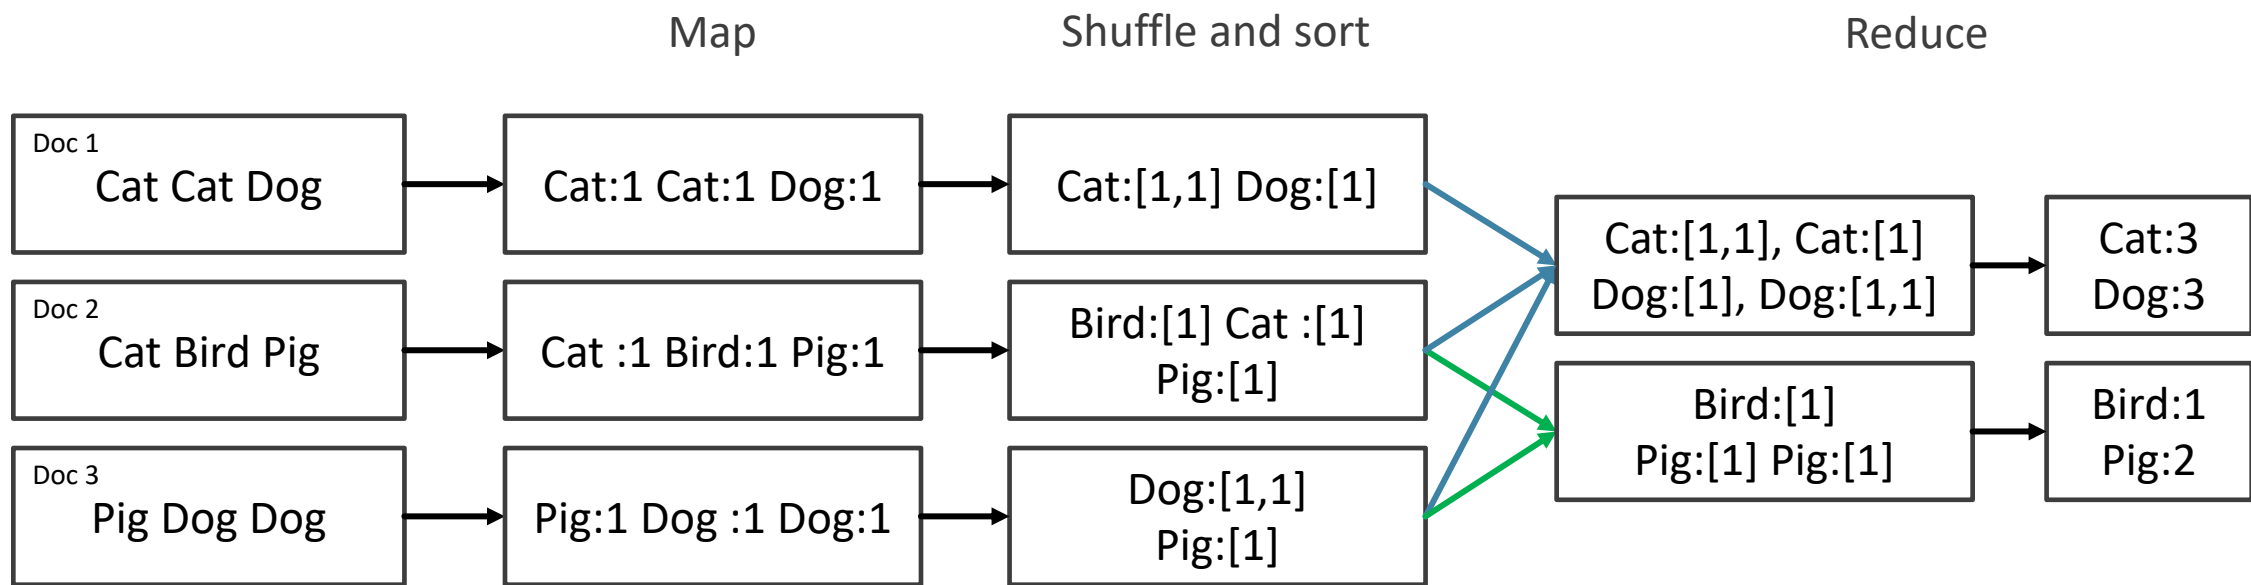 Map
Shuffle and sort
Reduce
Doc 1
Cat Cat Dog
Cat:1 Cat:1 Dog:1
Cat:[1,1] Dog:[1]
Doc 2
Cat Bird Pig
Cat :1 Bird:1 Pig:1
Bird:[1] Cat :[1]
Pig:[1]
Doc 3
Pig Dog Dog
Pig:1 Dog :1 Dog:1
Dog:[1,1]
Pig:[1]
Cat:[1,1], Cat:[1]
Dog:[1], Dog:[1,1]
Cat:3
Dog:3
Bird:[1]
Pig:[1] Pig:[1]
Bird:1
Pig:2